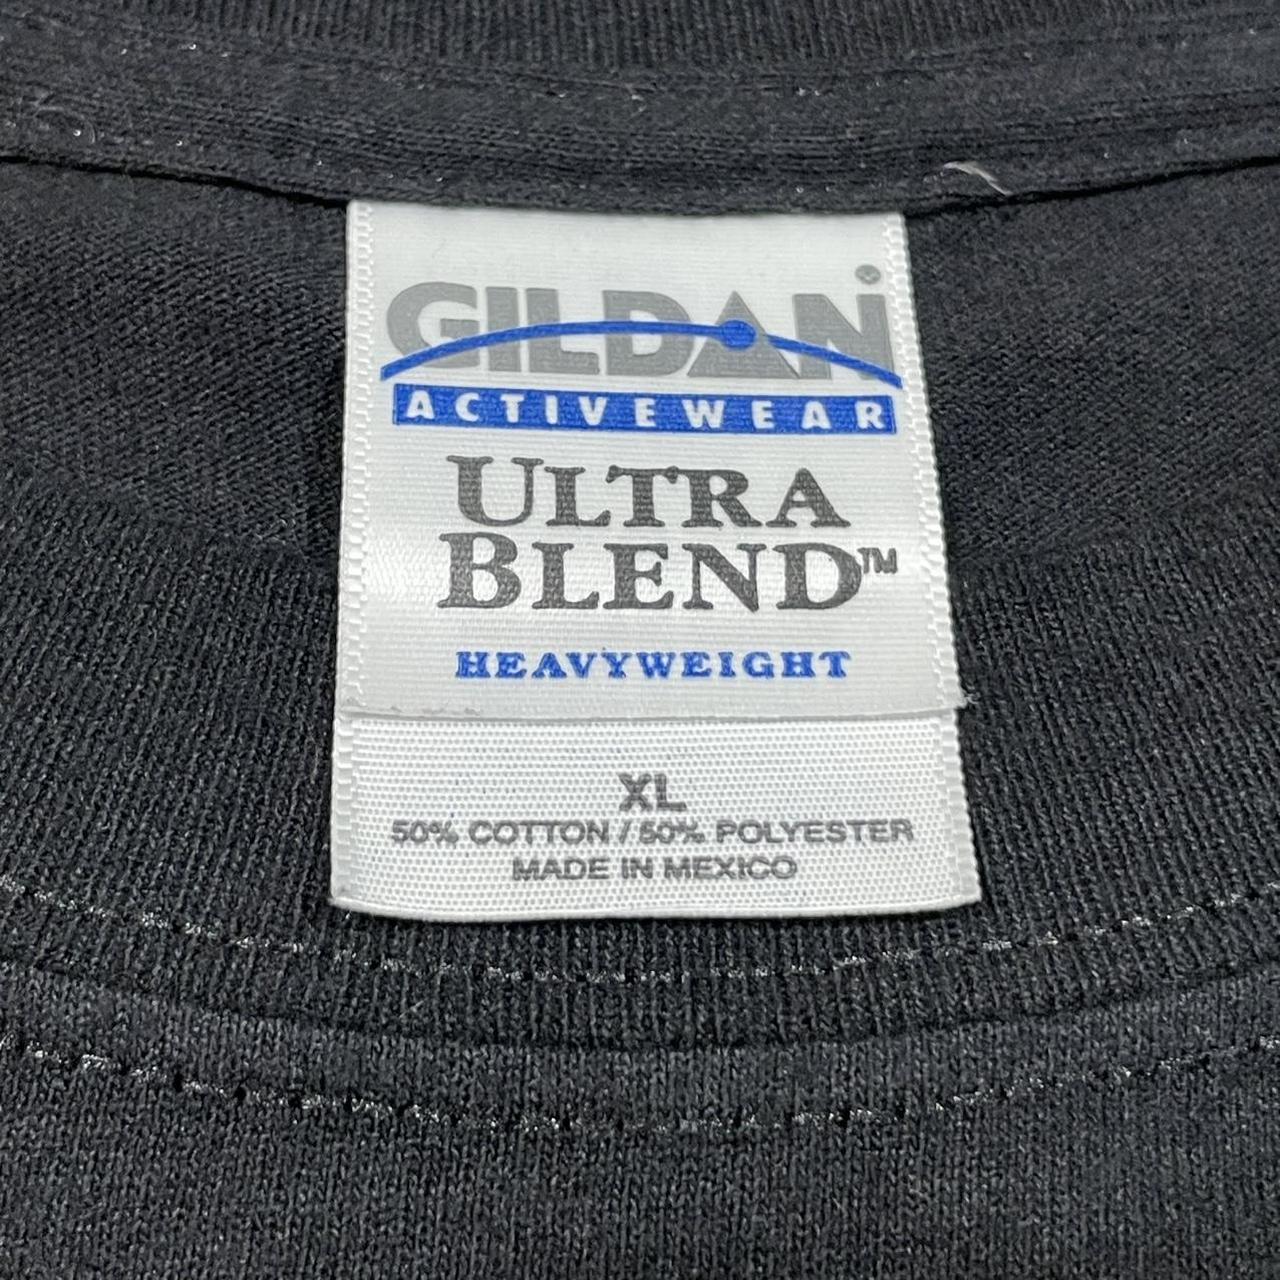 GILDAN®
ACTIVEWEAR
ULTRA
BLEND™
HEAVYWEIGHT
XL
50% COTTON / 50% POLYESTER
MADE IN MEXICO